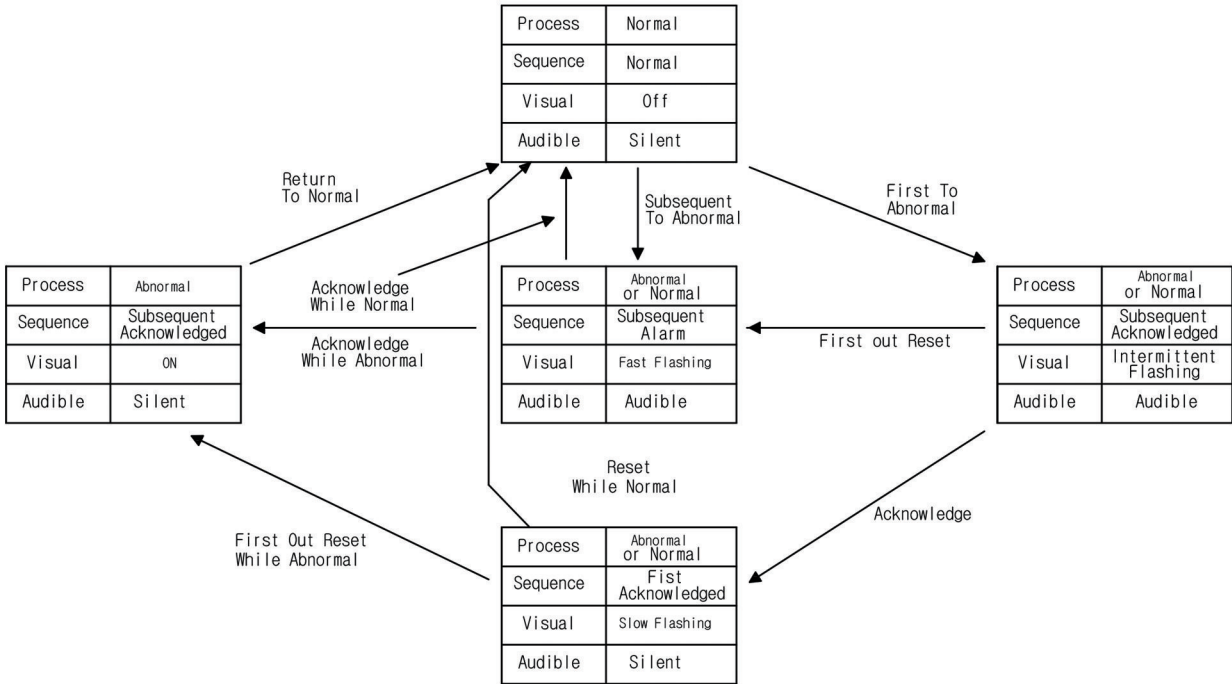 Process Normal
Sequence Normal
Visual Off
Audible Silent
Return
To Normal
Subsequent
To Abnormal
First To
Abnormal
Process Abnormal
Sequence Subsequent
Acknowledged
Visual ON
Audible Silent
Acknowledge
While Normal
Acknowledge
While Abnormal
Process Abnormal
or Normal
Sequence Subsequent
Alarm
Visual Fast Flashing
Audible Audible
First out Reset
Process Abnormal
or Normal
Sequence Subsequent
Acknowledged
Visual Intermittent
Flashing
Audible Audible
Reset
While Normal
Acknowledge
First Out Reset
While Abnormal
Process Abnormal
or Normal
Sequence Fist
Acknowledged
Visual Slow Flashing
Audible Silent